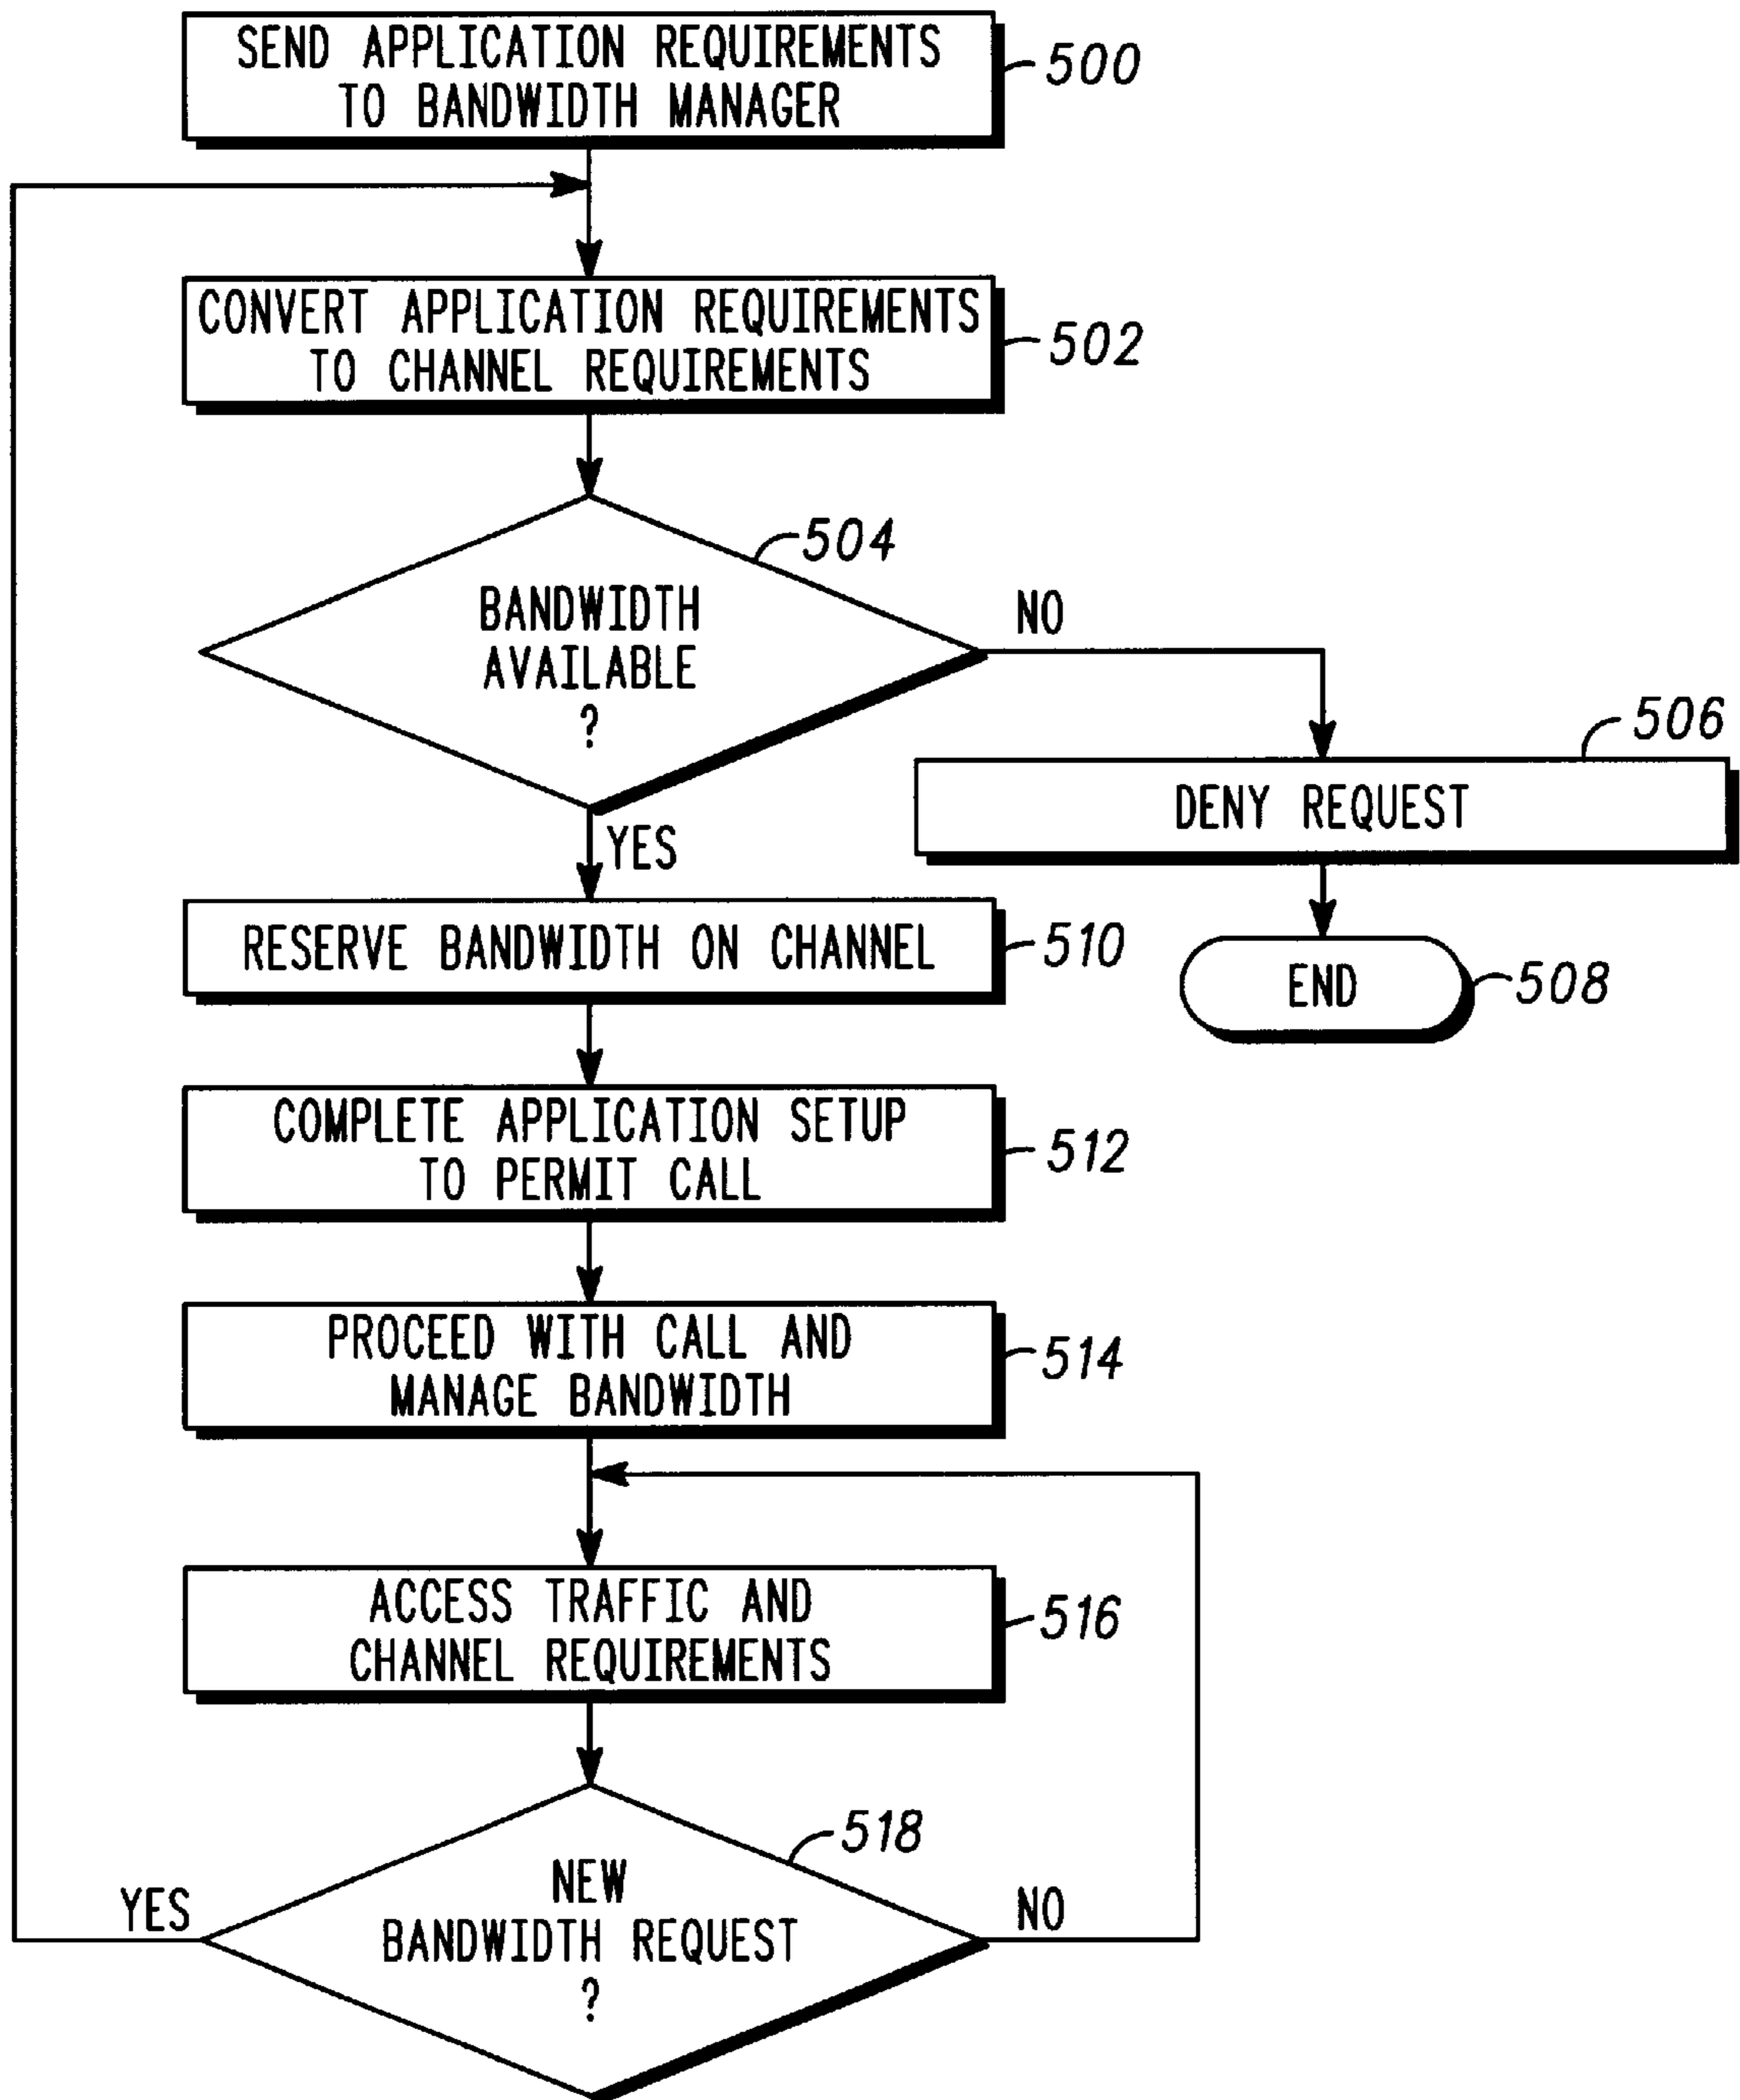 SEND APPLICATION REQUIREMENTS
TO BANDWIDTH MANAGER
500
CONVERT APPLICATION REQUIREMENTS
TO CHANNEL REQUIREMENTS
502
504
BANDWIDTH
AVAILABLE
?
NO
YES
506
DENY REQUEST
END
508
RESERVE BANDWIDTH ON CHANNEL
510
COMPLETE APPLICATION SETUP
TO PERMIT CALL
512
PROCEED WITH CALL AND
MANAGE BANDWIDTH
514
ACCESS TRAFFIC AND
CHANNEL REQUIREMENTS
516
518
NEW
BANDWIDTH REQUEST
?
YES
NO